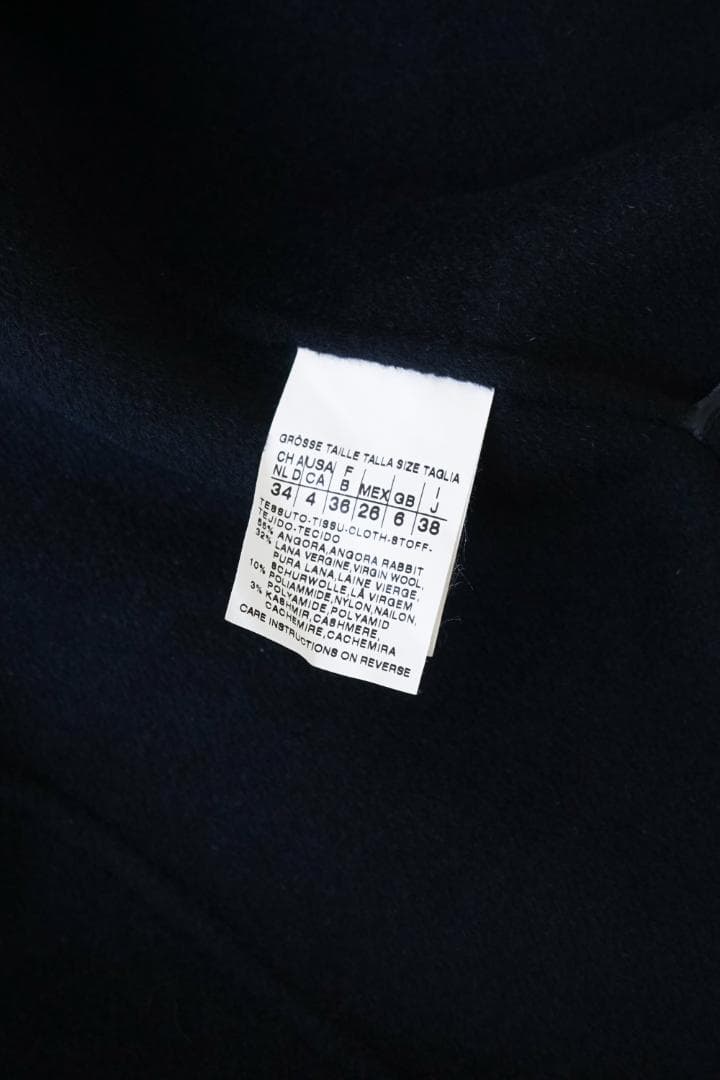 GRÖSSE TAILLE TALLA SIZE TAGLIA
CH A USA F I
NL D CA B MEX GB J
34 4 36 26 6 38
TESSUTO-TISSU-CLOTH-STOFF-
TEJIDO-TECIDO
55% ANGORA,ANGORA RABBIT
32% LANA VERGINE,VIRGIN WOOL,
PURA LANA,LAINE VIERGE,
SCHURWOLLE,LÃ VIRGEM
10% POLIAMMIDE,NYLON,NAILON,
POLYAMIDE,POLYAMID
3% KASHMIR,CASHMERE,
CACHEMIRE,CACHEMIRA
CARE INSTRUCTIONS ON REVERSE